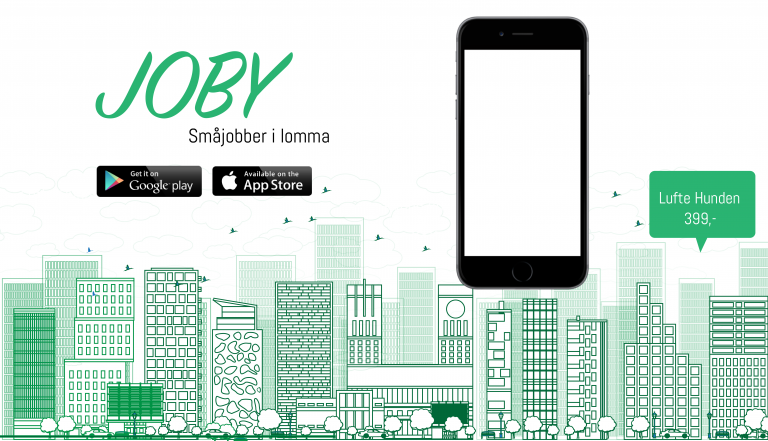 JOBY
Småjobber i lomma
Get it on
Google play
Available on the
App Store
Lufte Hunden
399,-